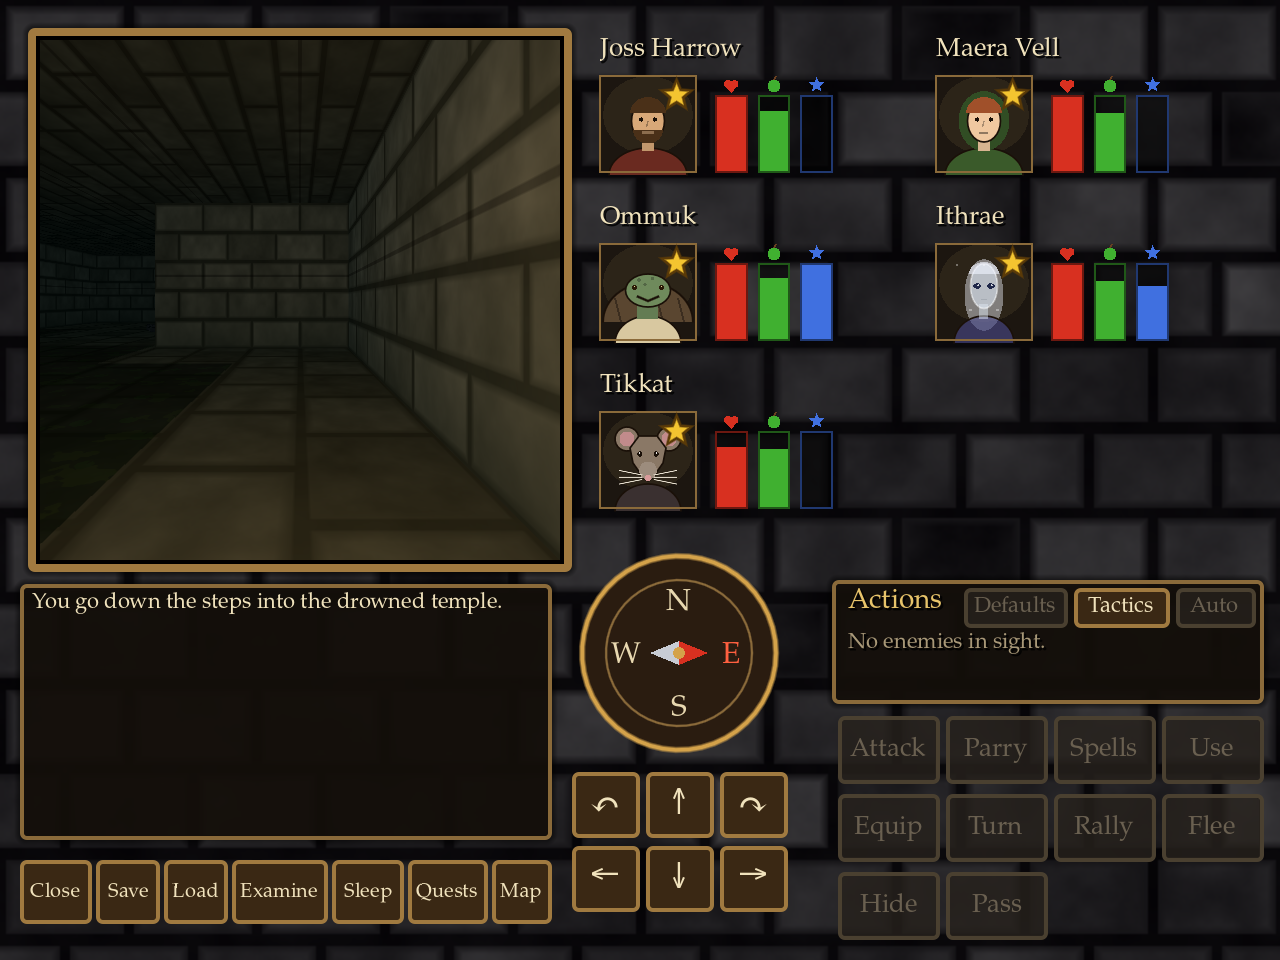 Joss Harrow
Maera Vell
Ommuk
Ithrae
Tikkat
You go down the steps into the drowned temple.
N
W
E
S
Actions
Defaults
Tactics
Auto
No enemies in sight.
Attack
Parry
Spells
Use
Equip
Turn
Rally
Flee
Hide
Pass
Close
Save
Load
Examine
Sleep
Quests
Map